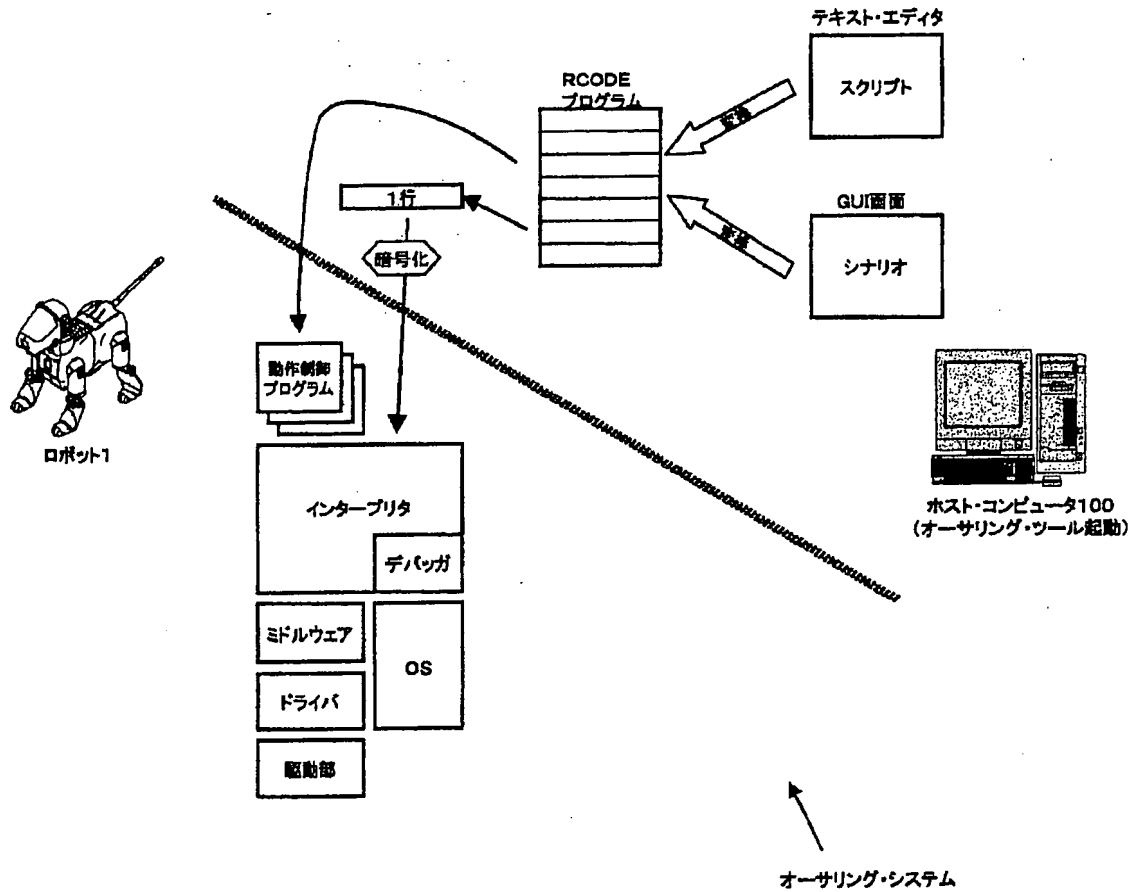 テキスト・エディタ
スクリプト
RCODE
プログラム
変換
1行
GUI画面
変換
暗号化
シナリオ
動作制御
プログラム
ロボット1
インタープリタ
ホスト・コンピュータ100
(オーサリング・ツール起動)
デバッガ
ミドルウェア
OS
ドライバ
駆動部
オーサリング・システム